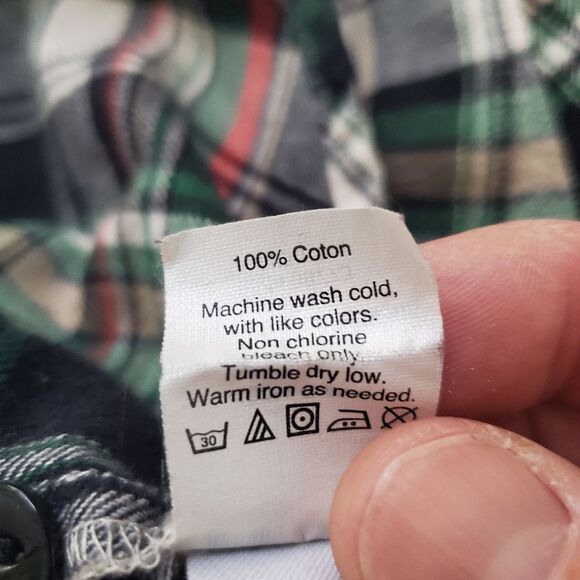 100% Coton
Machine wash cold,
with like colors.
Non chlorine
bleach only.
Tumble dry low.
Warm iron as needed.
30